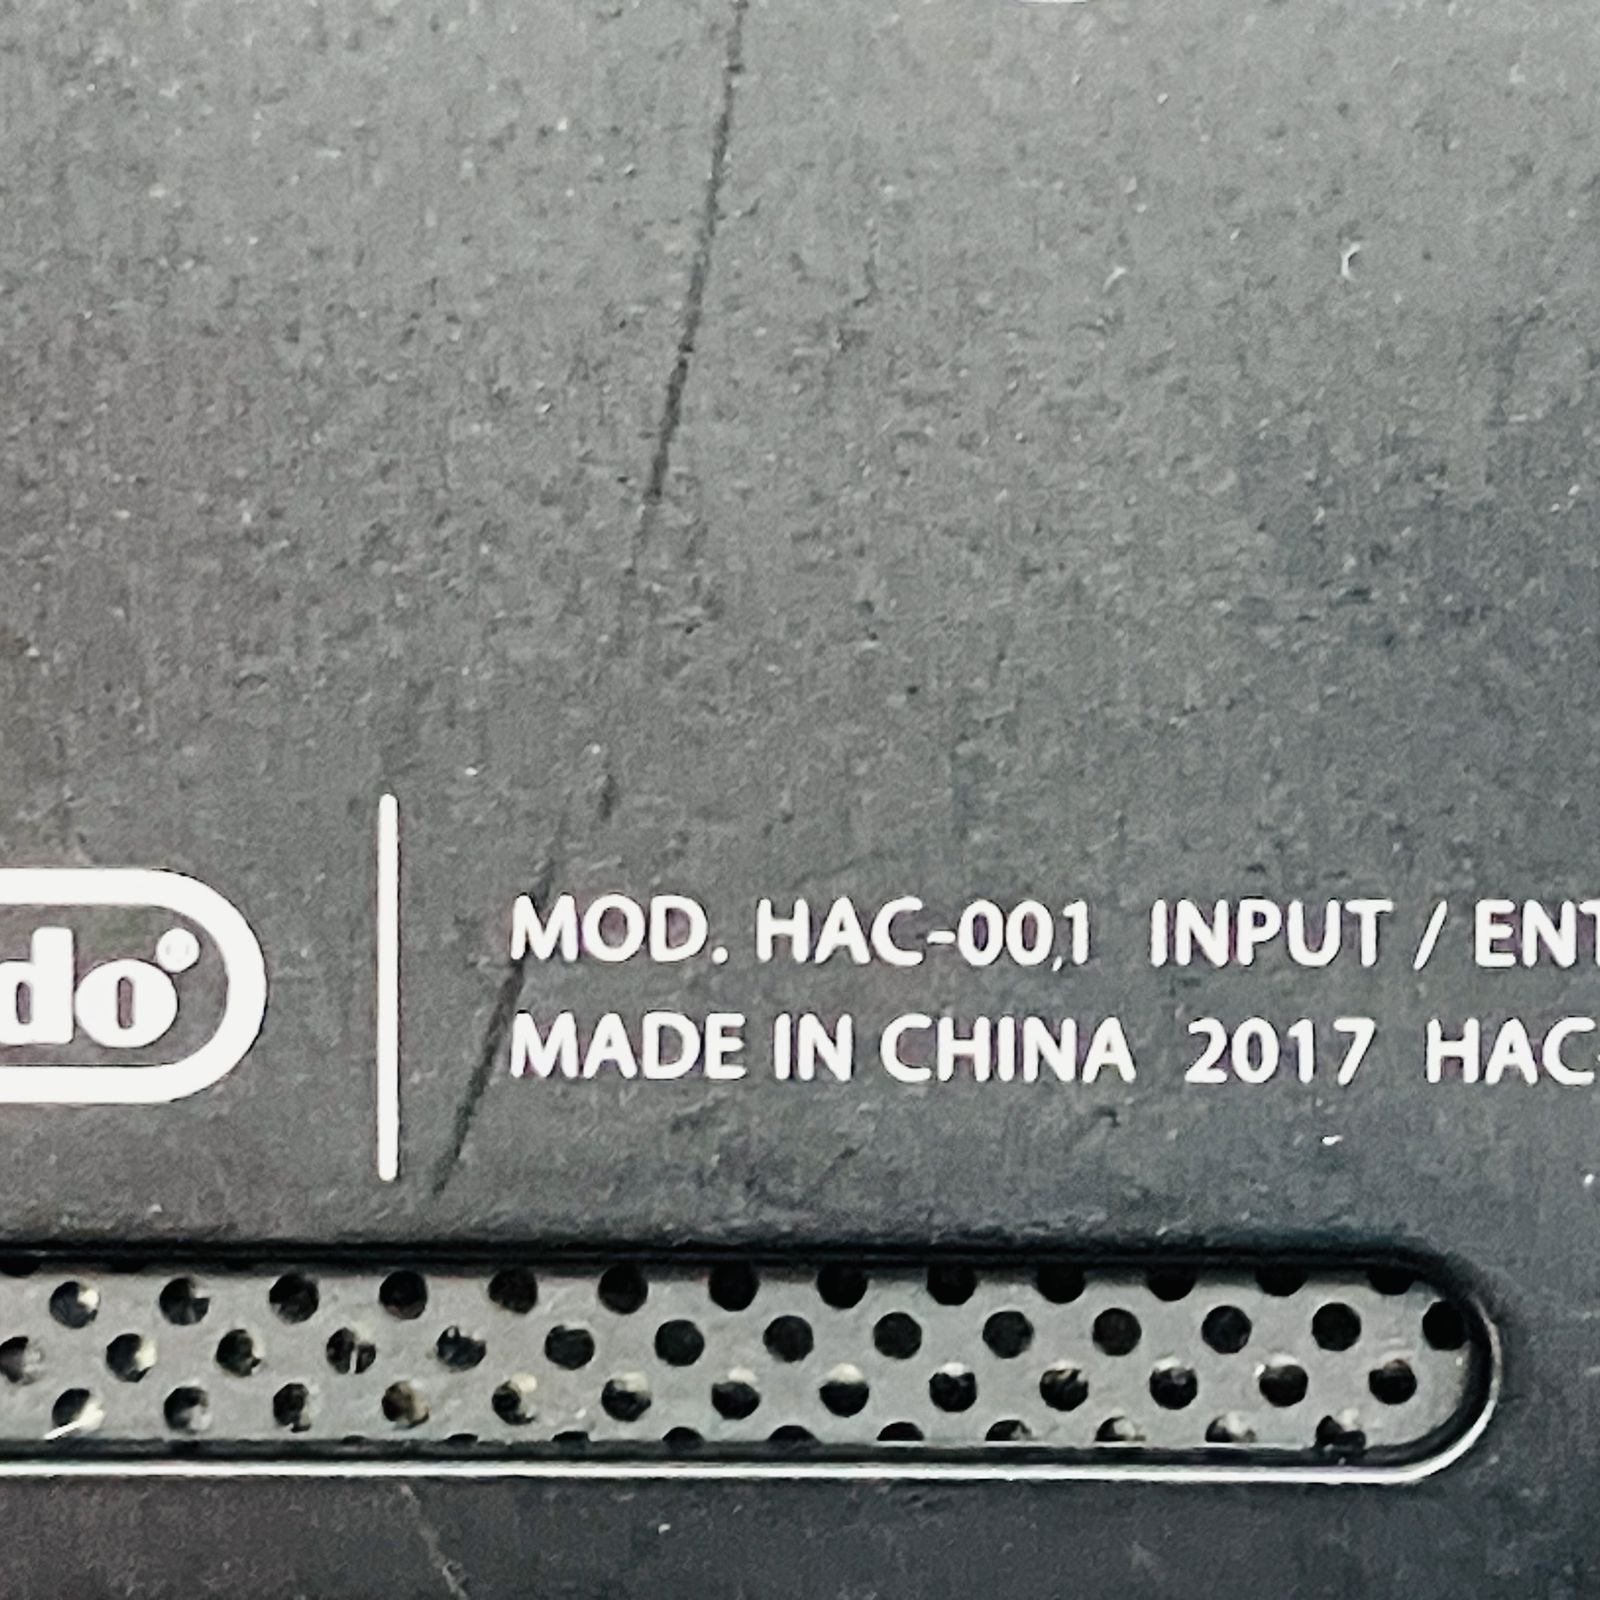 do®
MOD. HAC-001 INPUT / ENT
MADE IN CHINA 2017 HAC-